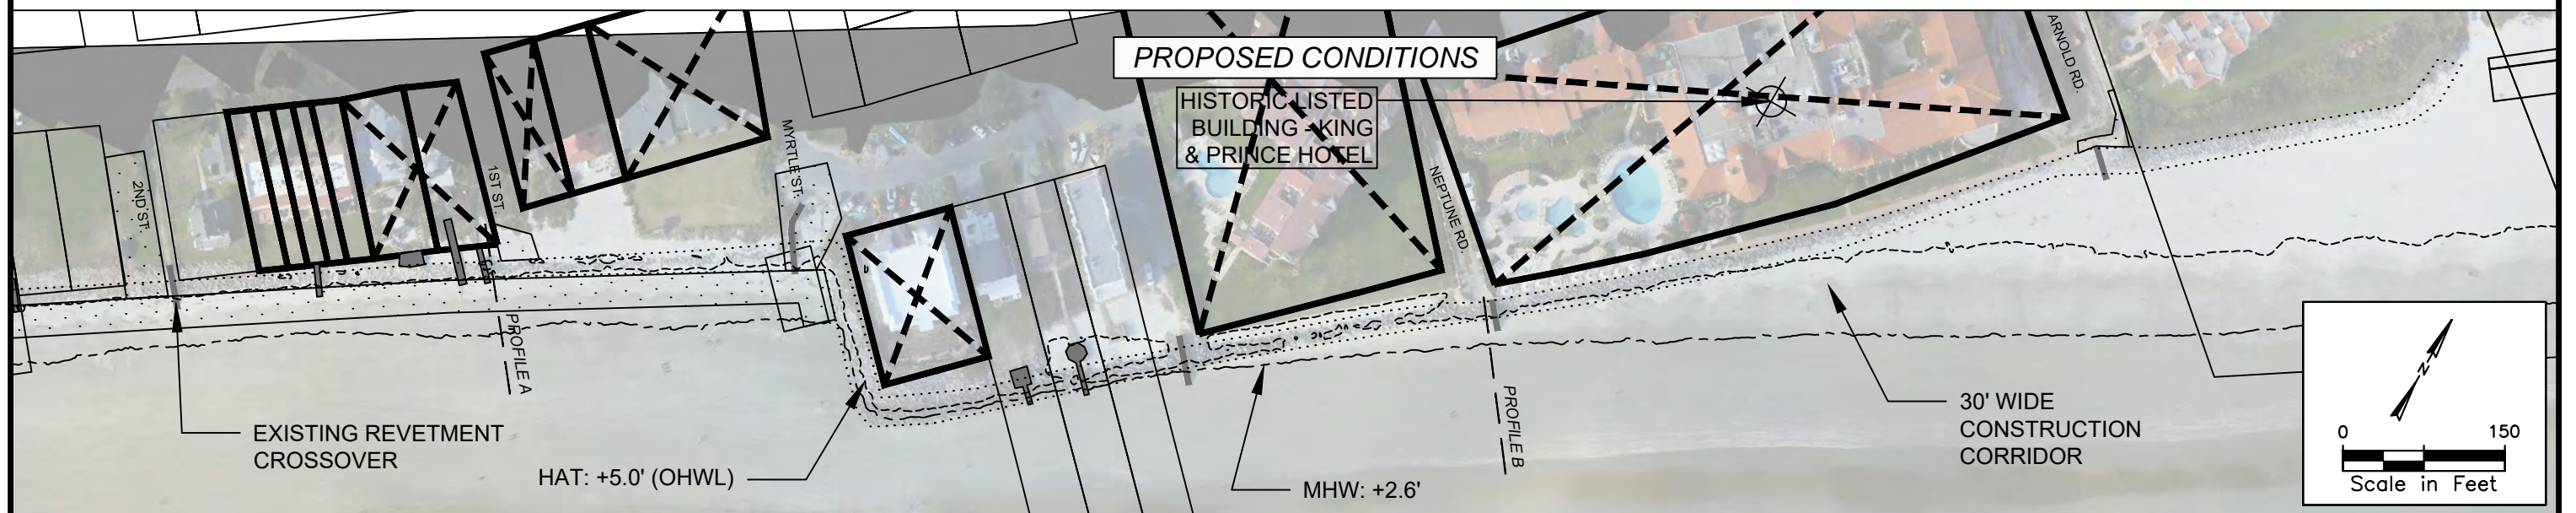 PROPOSED CONDITIONS
HISTORIC LISTED
BUILDING - KING
& PRINCE HOTEL
ARNOLD RD.
NEPTUNE RD.
MYRTLE ST.
1ST ST.
2ND ST.
PROFILE A
PROFILE B
EXISTING REVETMENT
CROSSOVER
HAT: +5.0' (OHWL)
MHW: +2.6'
30' WIDE
CONSTRUCTION
CORRIDOR
N
0 150
Scale in Feet